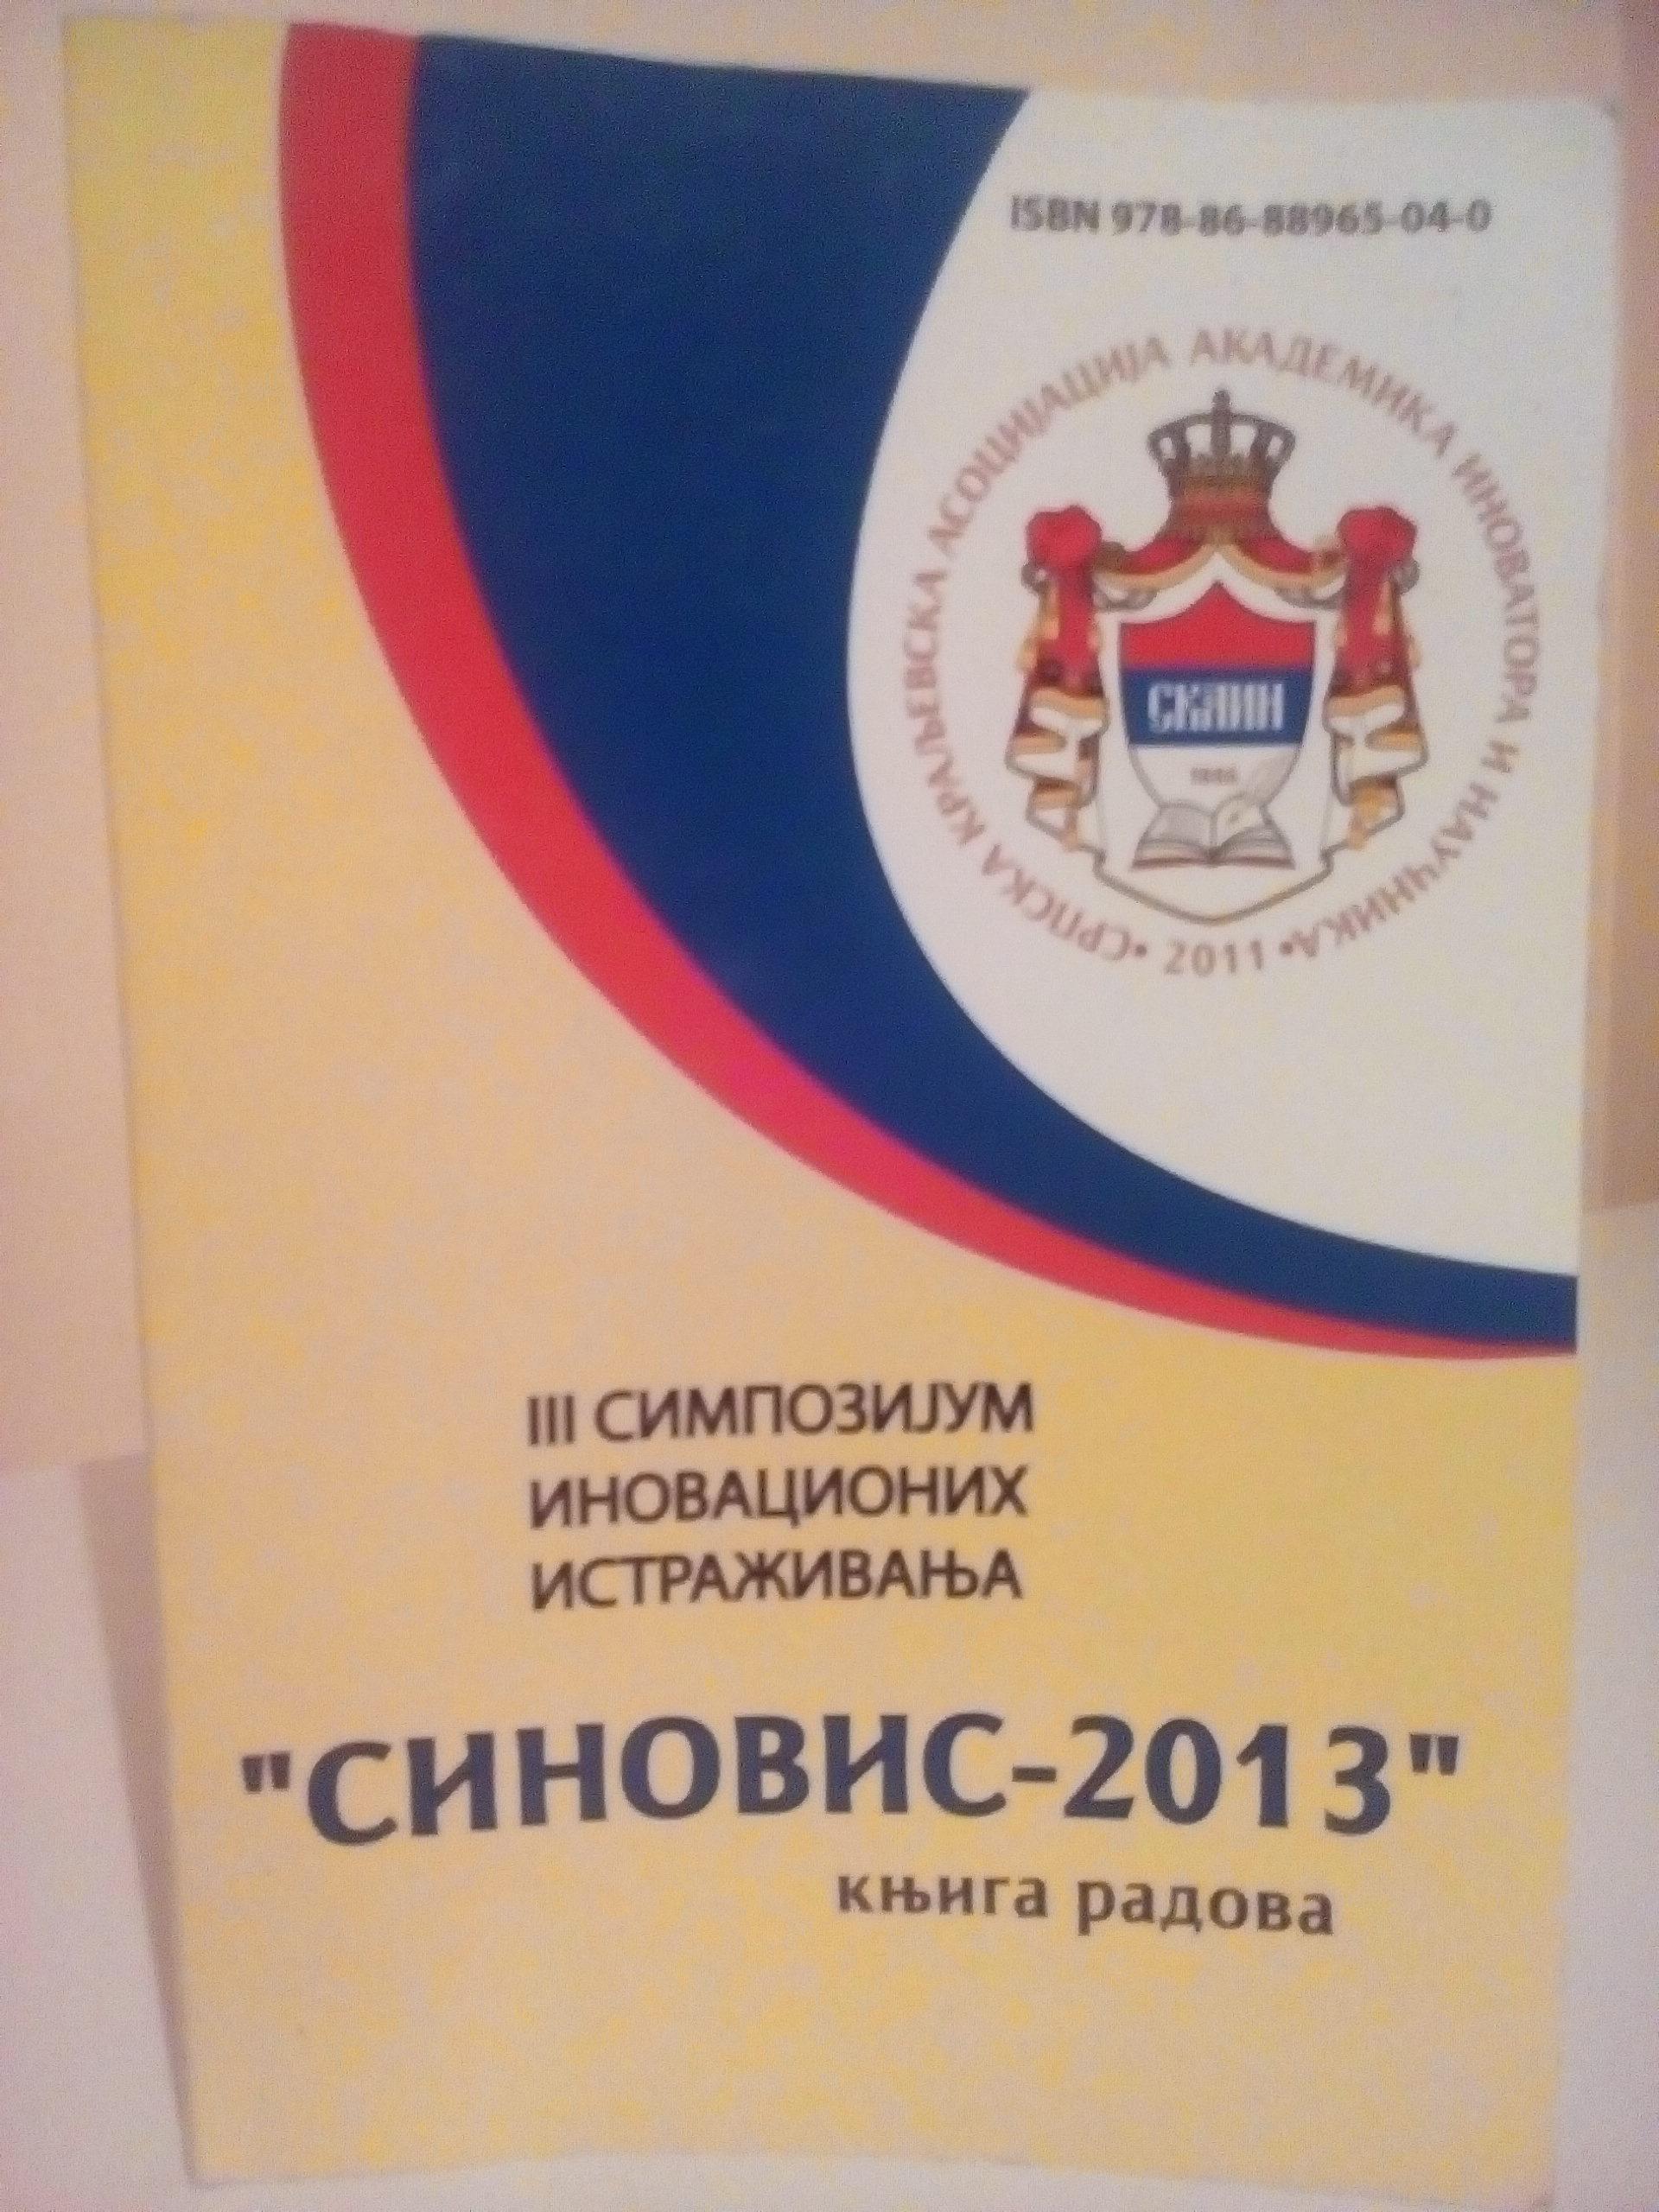 ISBN 978-86-88965-04-0
СРПСКА КРАЉЕВСКА АСОЦИЈАЦИЈА АКАДЕМИКА ИНОВАТОРА И НАУЧНИКА
• 2011 •
СКАИН
III СИМПОЗИЈУМ
ИНОВАЦИОНИХ
ИСТРАЖИВАЊА
"СИНОВИС-2013"
књига радова